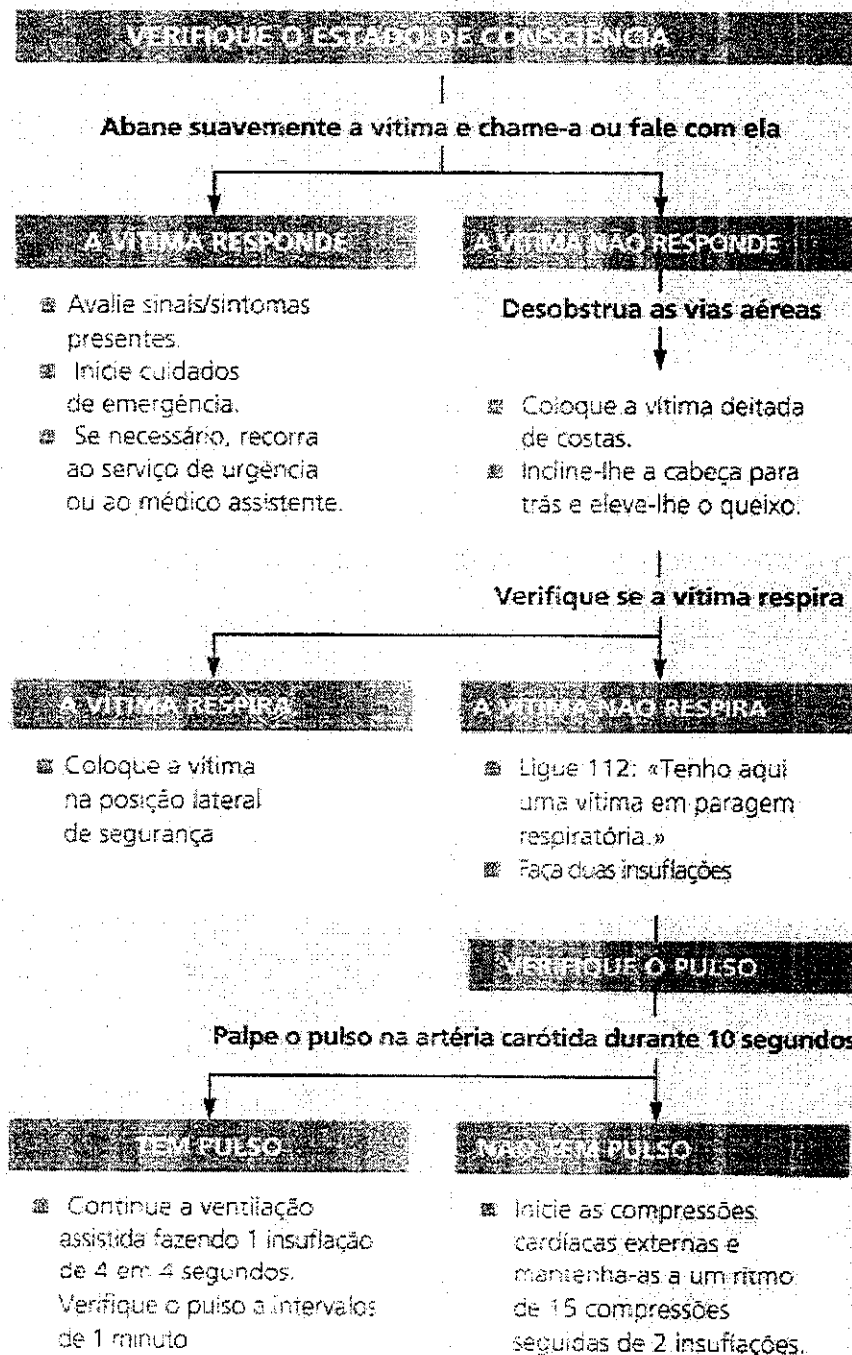 VERIFIQUE O ESTADO DE CONSCIÊNCIA
Abane suavemente a vítima e chame-a ou fale com ela
A VÍTIMA RESPONDE
Avalie sinais/sintomas
presentes.
Inicie cuidados
de emergência.
Se necessário, recorra
ao serviço de urgência
ou ao médico assistente.
A VÍTIMA NÃO RESPONDE
Desobstrua as vias aéreas
Coloque a vítima deitada
de costas.
Incline-lhe a cabeça para
trás e eleve-lhe o queixo.
Verifique se a vítima respira
A VÍTIMA RESPIRA
Coloque a vítima
na posição lateral
de segurança
A VÍTIMA NÃO RESPIRA
Ligue 112: «Tenho aqui
uma vítima em paragem
respiratória.»
Faça duas insuflações
VERIFIQUE O PULSO
Palpe o pulso na artéria carótida durante 10 segundos
TEM PULSO
Continue a ventilação
assistida fazendo 1 insuflação
de 4 em 4 segundos.
Verifique o pulso a intervalos
de 1 minuto
NÃO TEM PULSO
Inicie as compressões
cardíacas externas e
mantenha-as a um ritmo
de 15 compressões
seguidas de 2 insuflações.